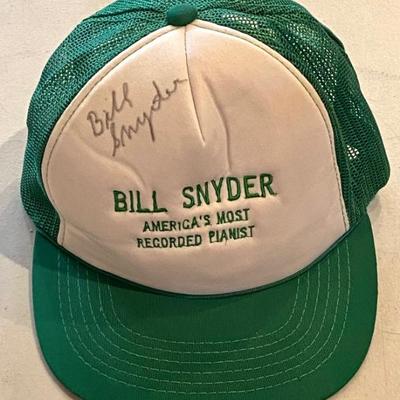 Bill
Snyder
BILL SNYDER
AMERICA'S MOST
RECORDED PIANIST